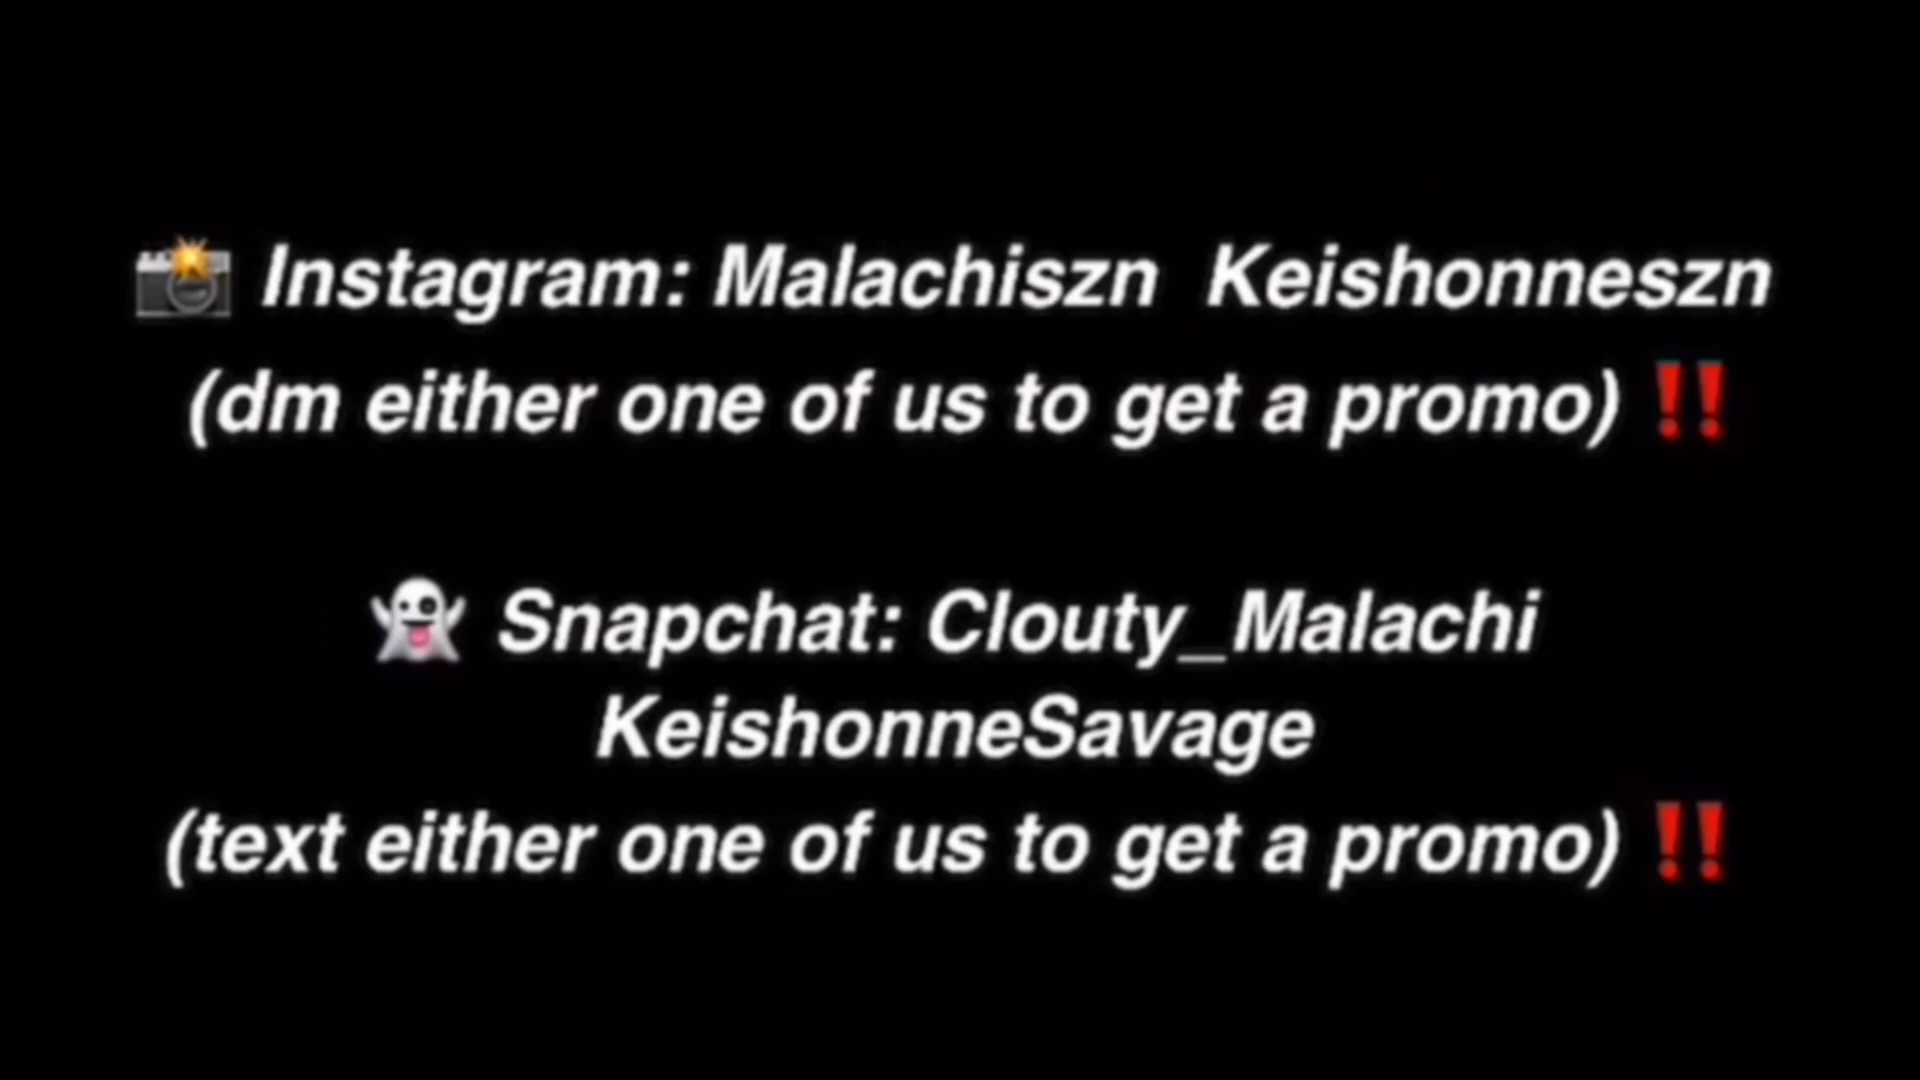 📸 Instagram: Malachiszn  Keishonneszn
(dm either one of us to get a promo) ‼️
👻 Snapchat: Clouty_Malachi
KeishonneSavage
(text either one of us to get a promo) ‼️